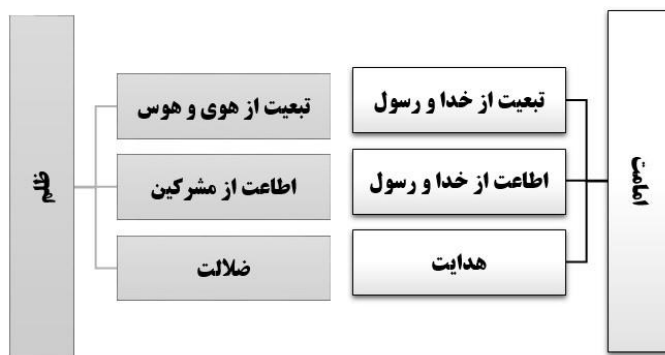 امامت
تبعیت از خدا و رسول
اطاعت از خدا و رسول
هدایت
تبعیت از هوی و هوس
اطاعت از مشرکین
ضلالت
ظلم